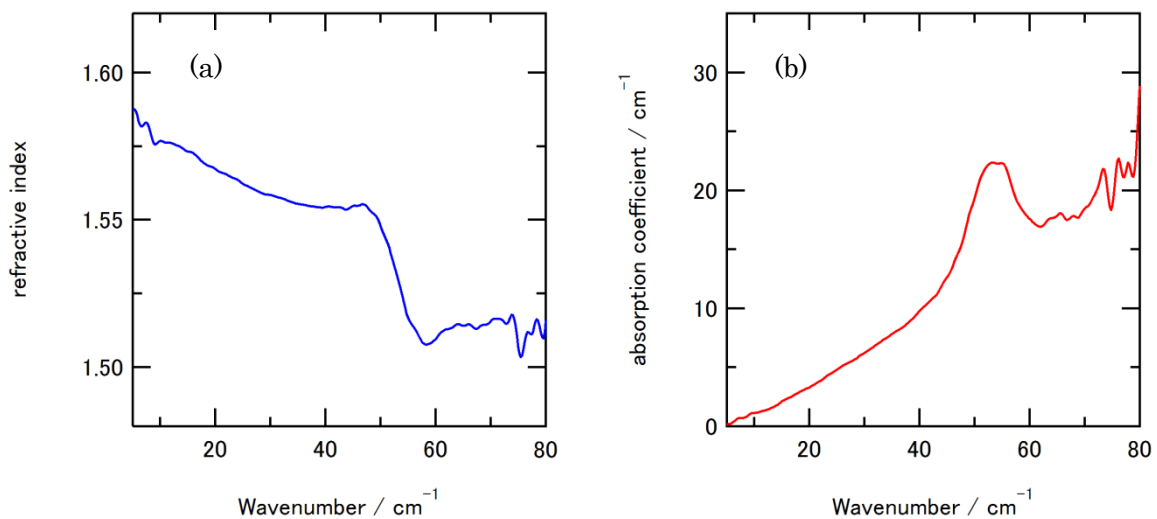 (a)
1.60
1.55
1.50
refractive index
20
40
60
80
Wavenumber / cm⁻¹
(b)
30
20
10
0
absorption coefficient / cm⁻¹
20
40
60
80
Wavenumber / cm⁻¹